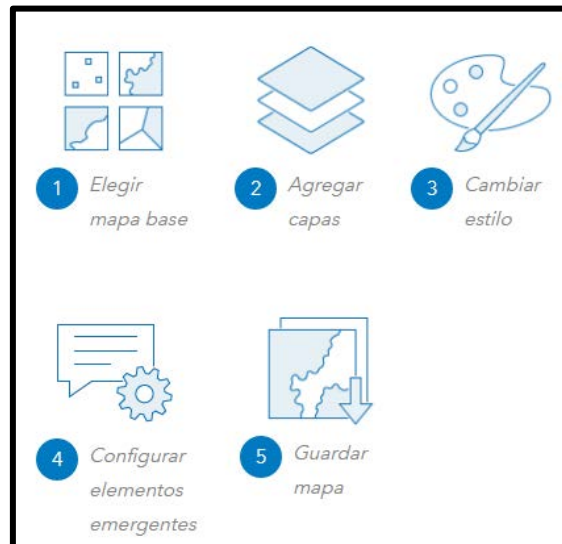 1 Elegir
mapa base
2 Agregar
capas
3 Cambiar
estilo
4 Configurar
elementos
emergentes
5 Guardar
mapa